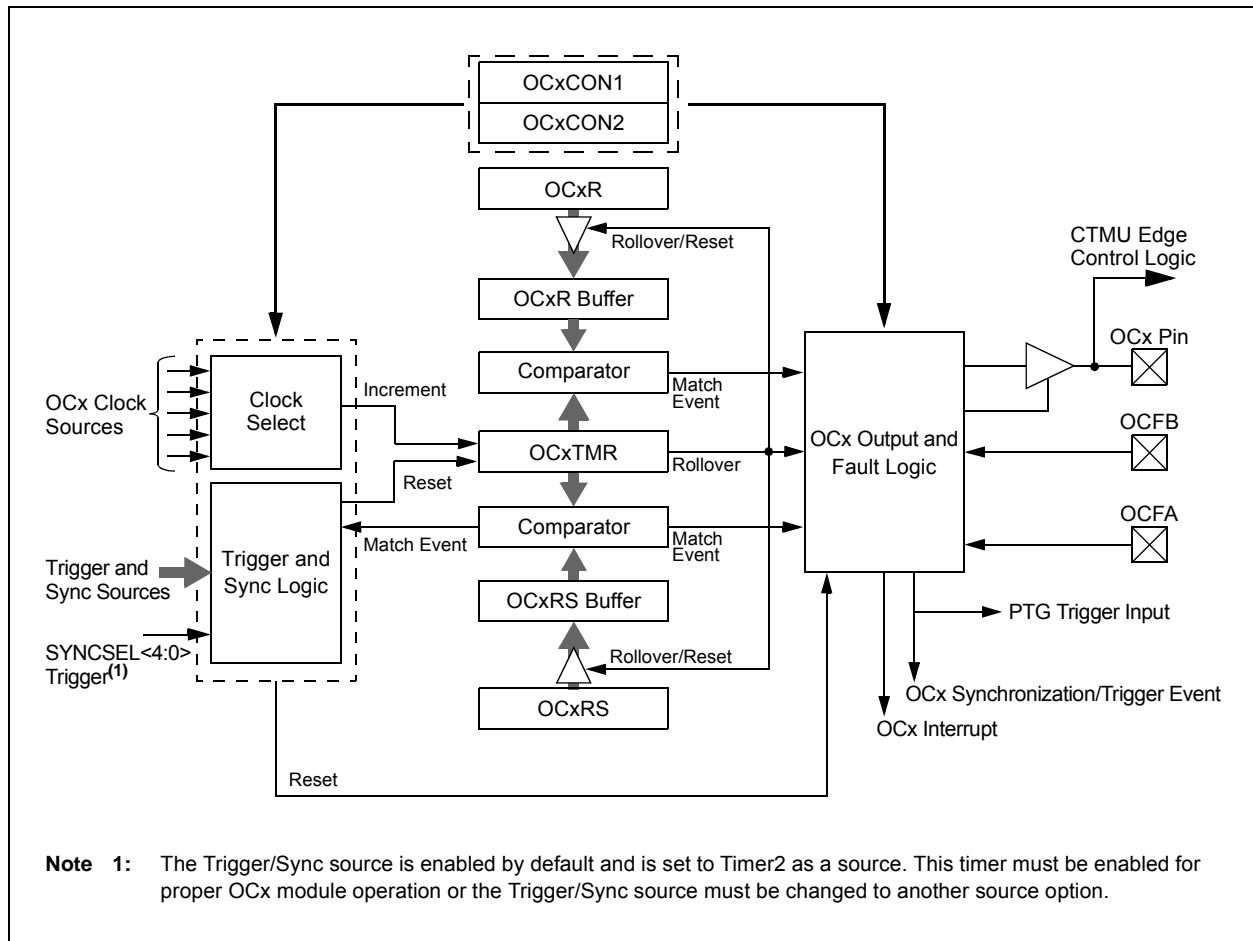 OCxCON1
OCxCON2
OCxR
Rollover/Reset
CTMU Edge
Control Logic
OCxR Buffer
OCx Pin
Comparator
Match
Event
Increment
Clock
Select
OCx Clock
Sources
OCxTMR
Rollover
OCx Output and
Fault Logic
OCFB
Reset
Comparator
Match Event
Match
Event
OCFA
Trigger and
Sync Logic
Trigger and
Sync Sources
OCxRS Buffer
PTG Trigger Input
SYNCSEL<4:0>
Trigger(1)
Rollover/Reset
OCxRS
OCx Synchronization/Trigger Event
OCx Interrupt
Reset
Note 1: The Trigger/Sync source is enabled by default and is set to Timer2 as a source. This timer must be enabled for
proper OCx module operation or the Trigger/Sync source must be changed to another source option.